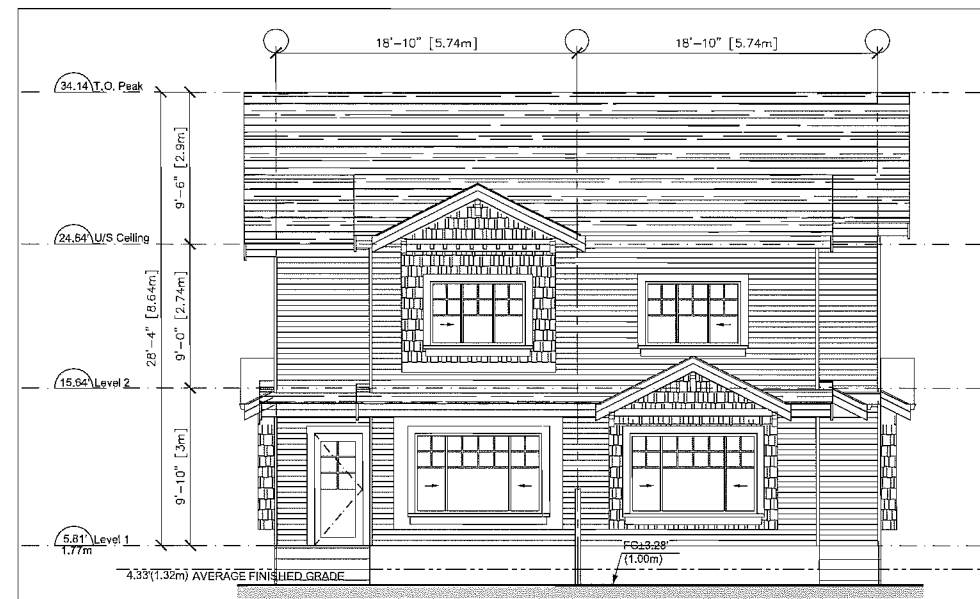 18'-10" [5.74m]
18'-10" [5.74m]
34.14' T.O. Peak
9'-6" [2.9m]
24.64' U/S Ceiling
28'-4" [8.64m]
9'-0" [2.74m]
15.64' Level 2
9'-10" [3m]
5.81' Level 1
1.77m
FG±3.28'
(1.00m)
4.33'(1.32m) AVERAGE FINISHED GRADE